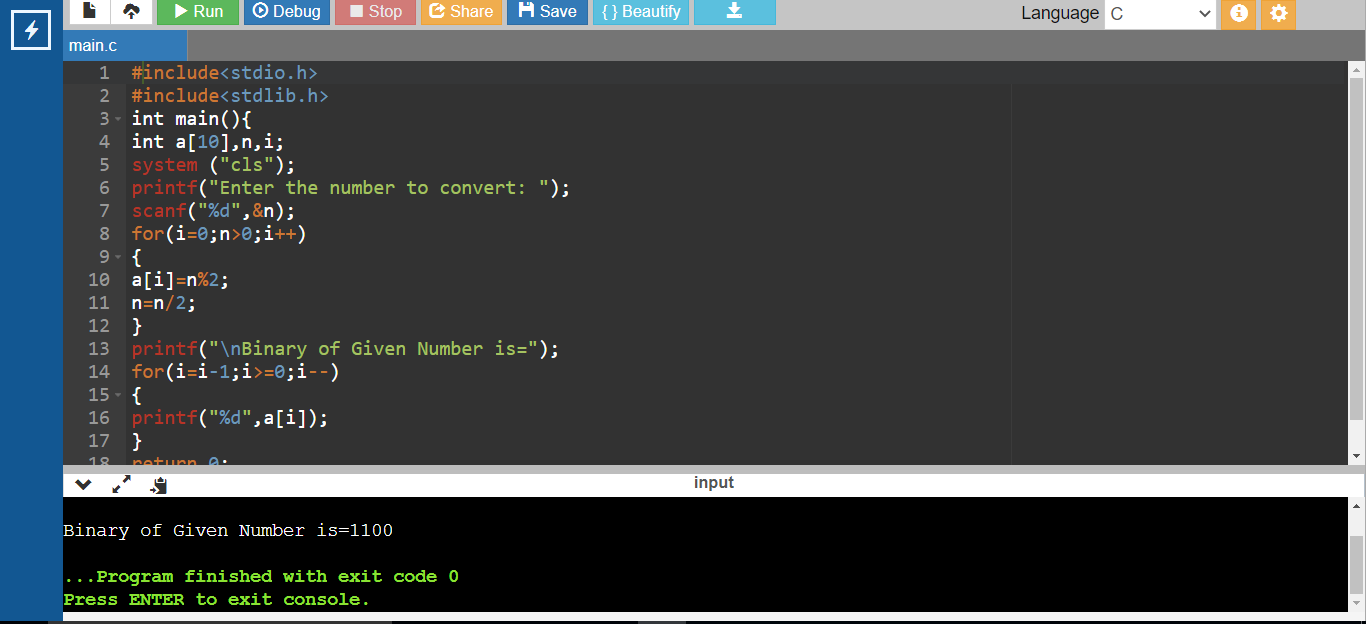 Run Debug Stop Share Save {} Beautify Language C
main.c
1 #include<stdio.h>
2 #include<stdlib.h>
3 int main(){
4 int a[10],n,i;
5 system ("cls");
6 printf("Enter the number to convert: ");
7 scanf("%d",&n);
8 for(i=0;n>0;i++)
9 {
10 a[i]=n%2;
11 n=n/2;
12 }
13 printf("\nBinary of Given Number is=");
14 for(i=i-1;i>=0;i--)
15 {
16 printf("%d",a[i]);
17 }
18 return 0;
input
Binary of Given Number is=1100
...Program finished with exit code 0
Press ENTER to exit console.